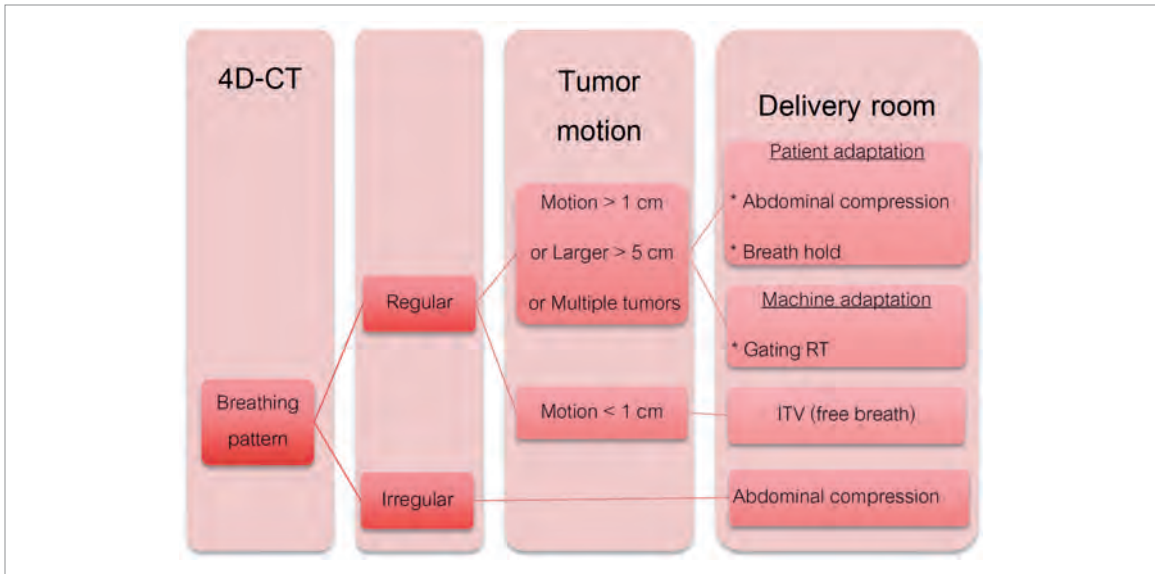 4D-CT
Breathing
pattern
Regular
Irregular
Tumor
motion
Motion > 1 cm
or Larger > 5 cm
or Multiple tumors
Motion < 1 cm
Delivery room
Patient adaptation
* Abdominal compression
* Breath hold
Machine adaptation
* Gating RT
ITV (free breath)
Abdominal compression